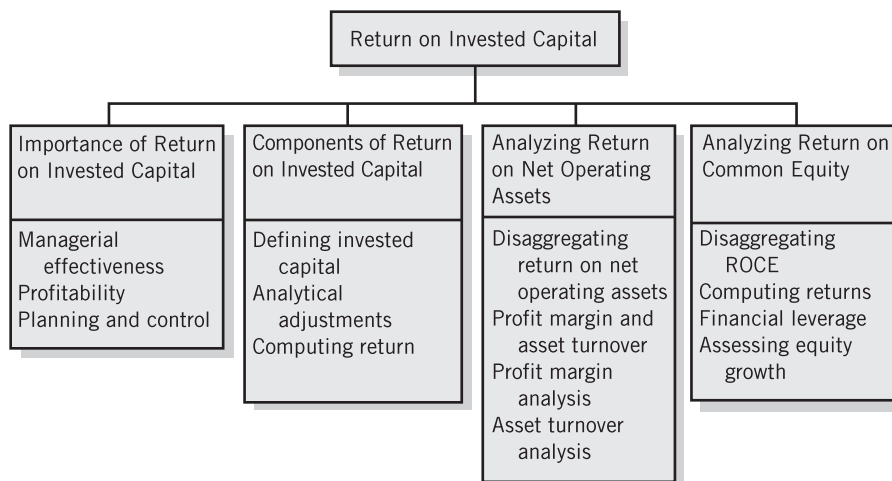 Return on Invested Capital
Importance of Return
on Invested Capital
Managerial
effectiveness
Profitability
Planning and control
Components of Return
on Invested Capital
Defining invested
capital
Analytical
adjustments
Computing return
Analyzing Return
on Net Operating
Assets
Disaggregating
return on net
operating assets
Profit margin and
asset turnover
Profit margin
analysis
Asset turnover
analysis
Analyzing Return on
Common Equity
Disaggregating
ROCE
Computing returns
Financial leverage
Assessing equity
growth